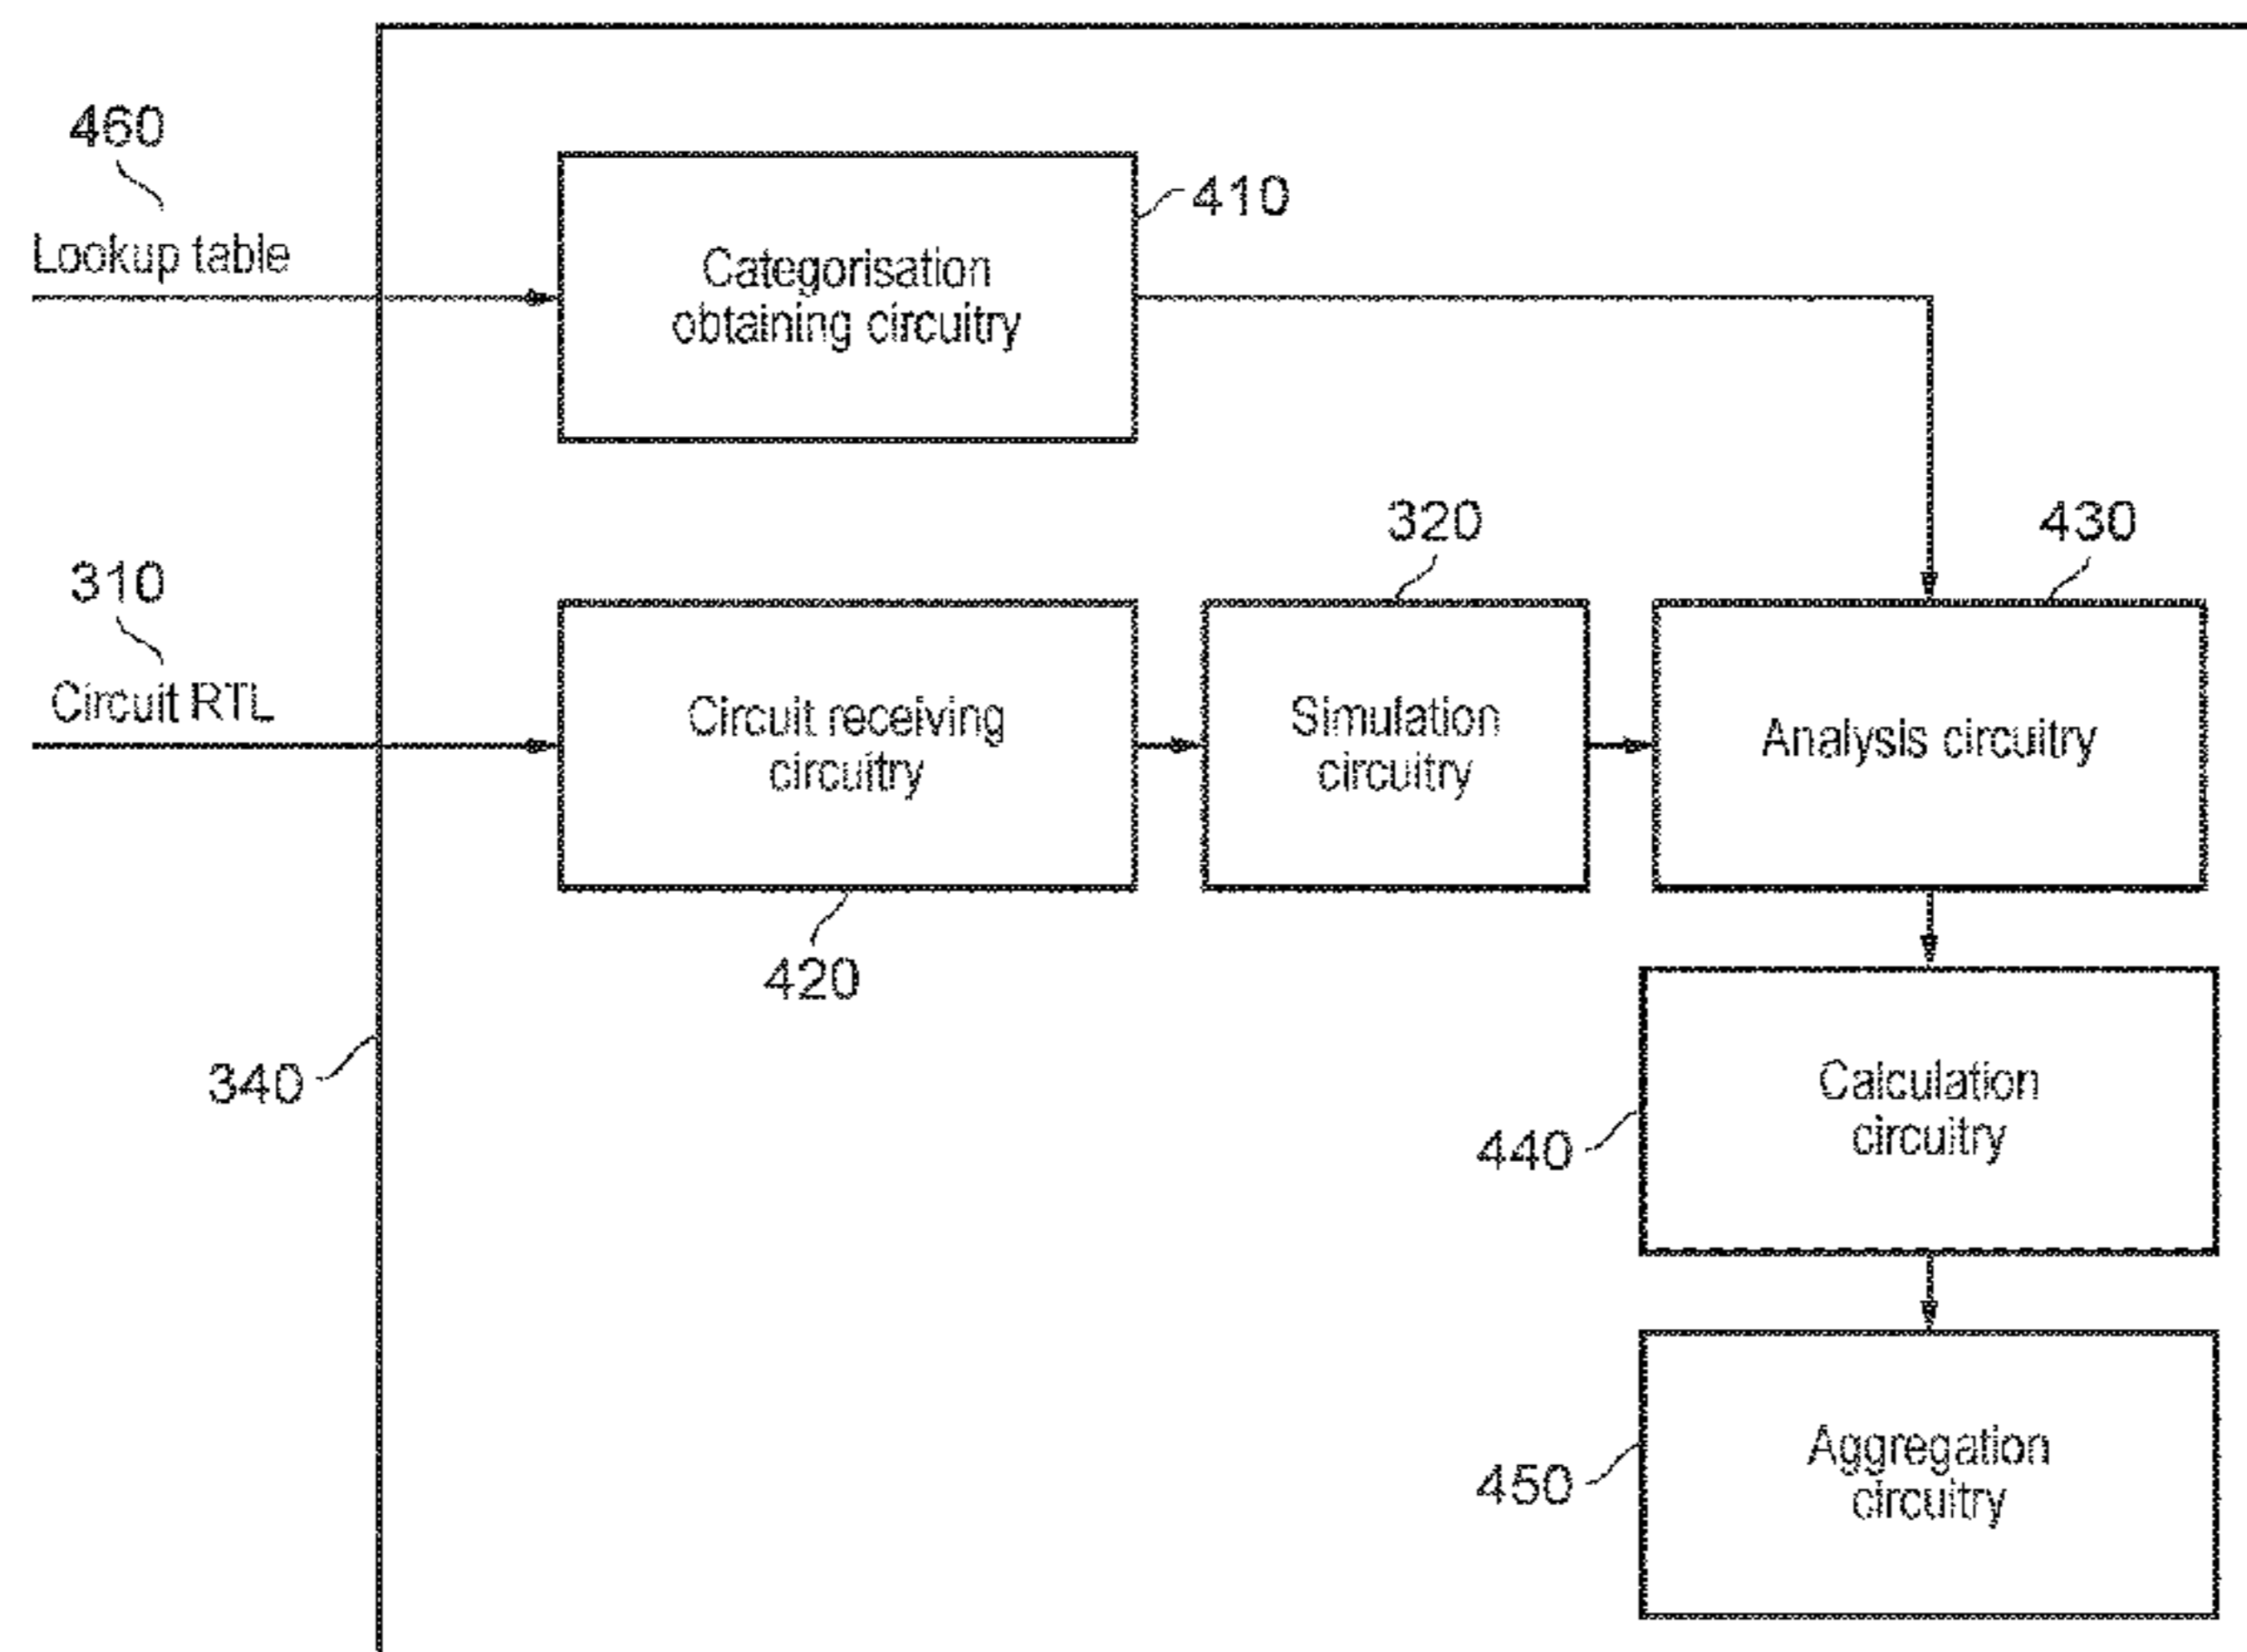 460
Lookup table
410
Categorisation
obtaining circuitry
310
Circuit RTL
320
430
Circuit receiving
circuitry
Simulation
circuitry
Analysis circuitry
420
340
Calculation
circuitry
440
Aggregation
circuitry
450